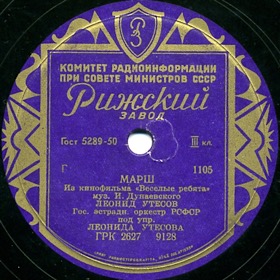 РЗ
КОМИТЕТ РАДИОИНФОРМАЦИИ
ПРИ СОВЕТЕ МИНИСТРОВ СССР
Рижский
ЗАВОД
Гост 5289-50 III кл.
Г 1105
МАРШ
Из кинофильма «Веселые ребята»
муз. И. Дунаевского
ЛЕОНИД УТЕСОВ
Гос. эстрадн. оркестр РСФСР
под упр.
ЛЕОНИДА УТЕСОВА
ГРК 2627 9128